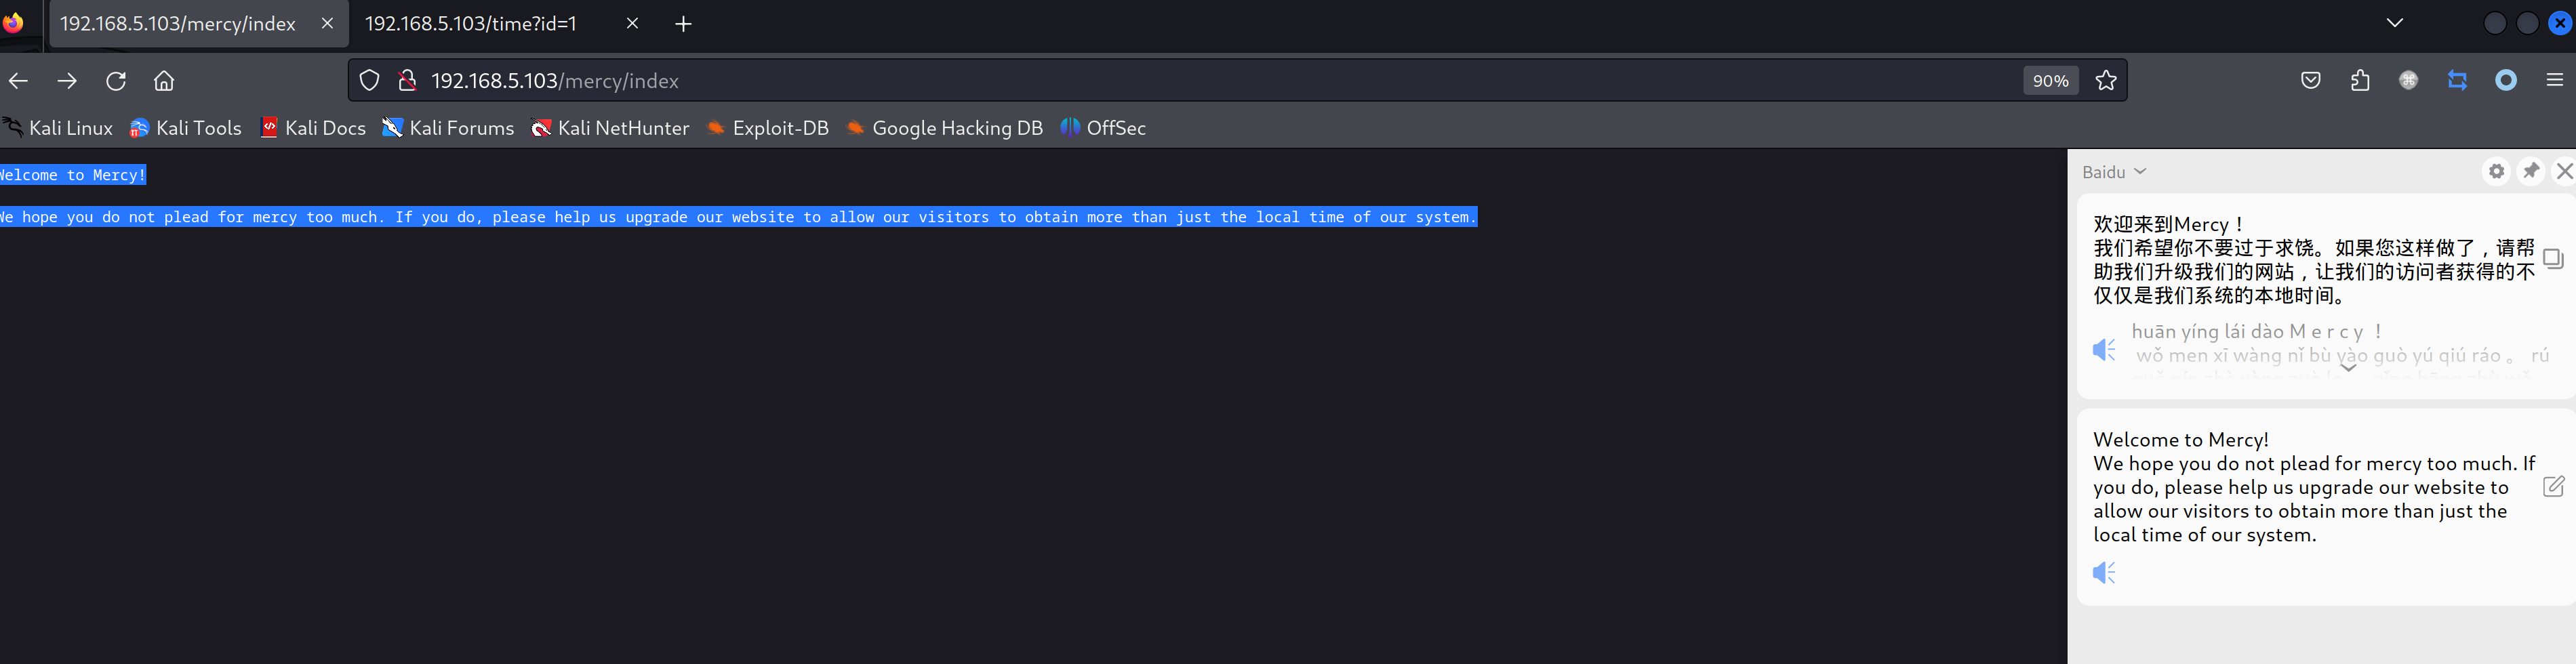 192.168.5.103/mercy/index
192.168.5.103/time?id=1
192.168.5.103/mercy/index
90%
Kali Linux
Kali Tools
Kali Docs
Kali Forums
Kali NetHunter
Exploit-DB
Google Hacking DB
OffSec
Welcome to Mercy!
We hope you do not plead for mercy too much. If you do, please help us upgrade our website to allow our visitors to obtain more than just the local time of our system.
Baidu
欢迎来到Mercy！
我们希望你不要过于求饶。如果您这样做了，请帮
助我们升级我们的网站，让我们的访问者获得的不
仅仅是我们系统的本地时间。
huān yíng lái dào M e r c y ！
wǒ men xī wàng nǐ bù yào guò yú qiú ráo 。 rú
Welcome to Mercy!
We hope you do not plead for mercy too much. If
you do, please help us upgrade our website to
allow our visitors to obtain more than just the
local time of our system.